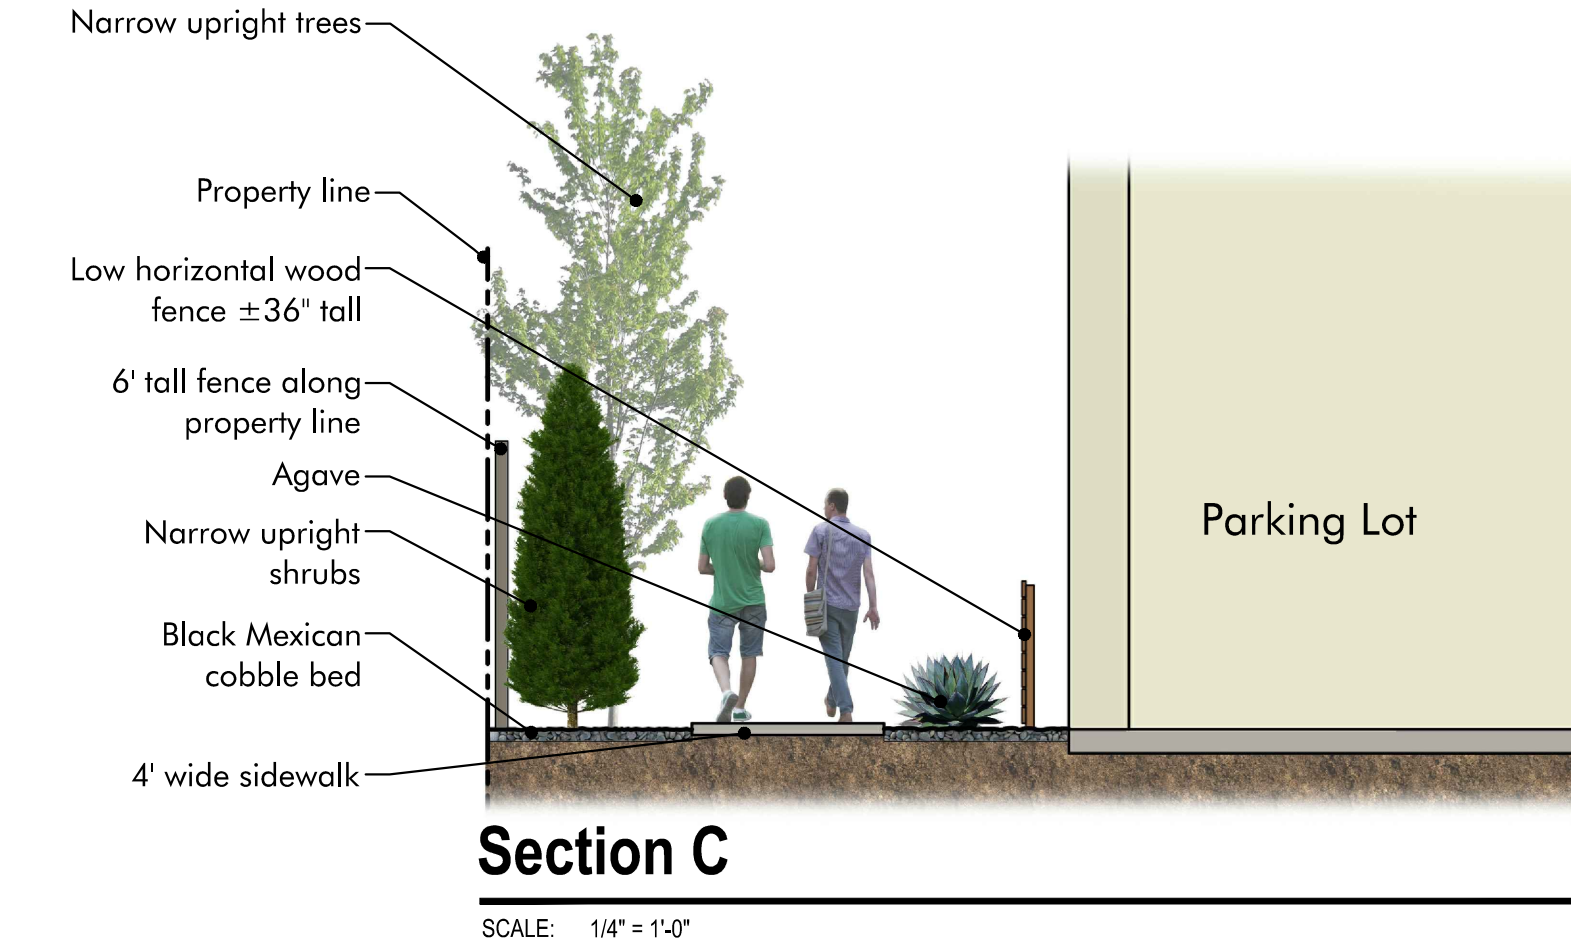 Narrow upright trees
Property line
Low horizontal wood
fence ±36" tall
6' tall fence along
property line
Agave
Narrow upright
shrubs
Black Mexican
cobble bed
4' wide sidewalk
Parking Lot
Section C
SCALE: 1/4" = 1'-0"